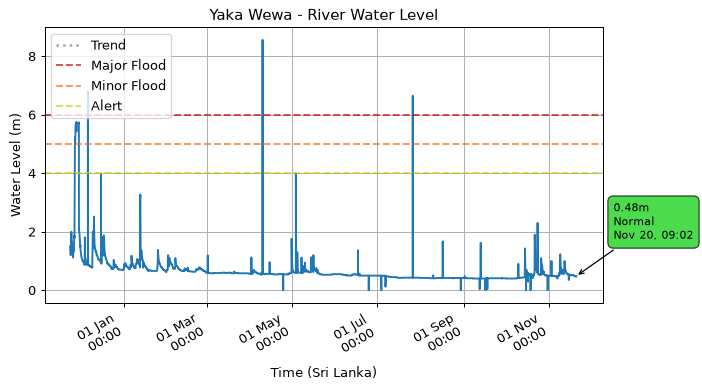 Yaka Wewa - River Water Level
Trend
Major Flood
Minor Flood
Alert
Water Level (m)
8
6
4
2
0
0.48m
Normal
Nov 20, 09:02
01 Jan
00:00
01 Mar
00:00
01 May
00:00
01 Jul
00:00
01 Sep
00:00
01 Nov
00:00
Time (Sri Lanka)